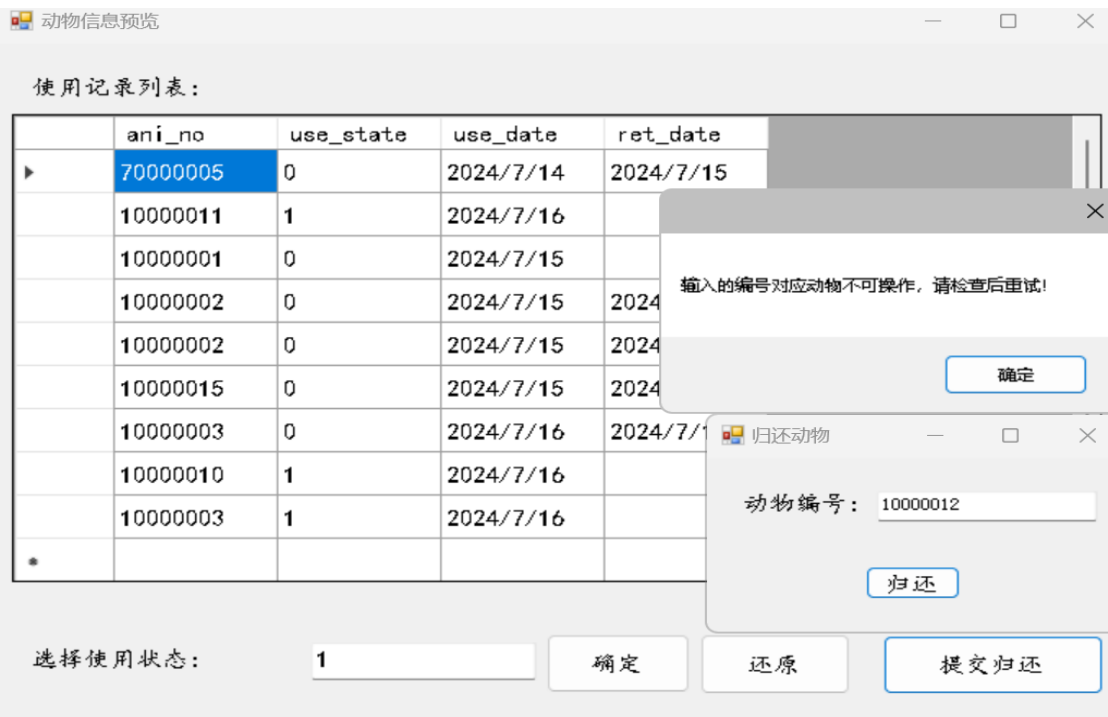 动物信息预览
使用记录列表：
ani_no use_state use_date ret_date
70000005 0 2024/7/14 2024/7/15
10000011 1 2024/7/16
10000001 0 2024/7/15
10000002 0 2024/7/15 2024
10000002 0 2024/7/15 2024
10000015 0 2024/7/15 2024
10000003 0 2024/7/16 2024/7/1
10000010 1 2024/7/16
10000003 1 2024/7/16
输入的编号对应动物不可操作，请检查后重试!
确定
归还动物
动物编号： 10000012
归还
选择使用状态： 1 确定 还原 提交归还